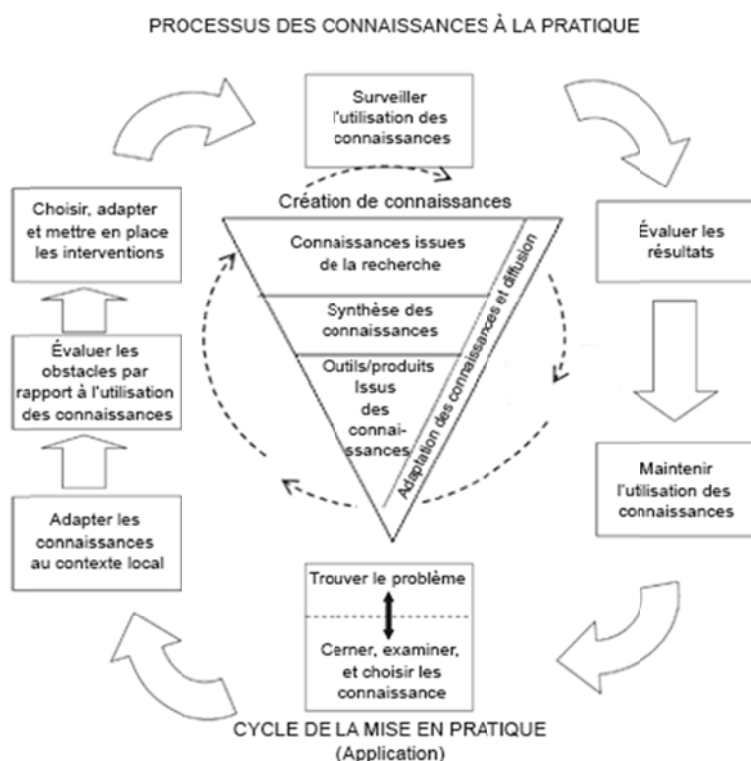 PROCESSUS DES CONNAISSANCES À LA PRATIQUE
Surveiller
l'utilisation des
connaissances
Choisir, adapter
et mettre en place
les interventions
Création de connaissances
Connaissances issues
de la recherche
Synthèse des
connaissances
Outils/produits
Issus
des
connai-
ssances
Adaptation des connaissances et diffusion
Évaluer les
résultats
Évaluer les
obstacles par
rapport à l'utilisation
des connaissances
Maintenir
l'utilisation des
connaissances
Adapter les
connaissances
au contexte local
Trouver le problème
Cerner, examiner,
et choisir les
connaissance
CYCLE DE LA MISE EN PRATIQUE
(Application)